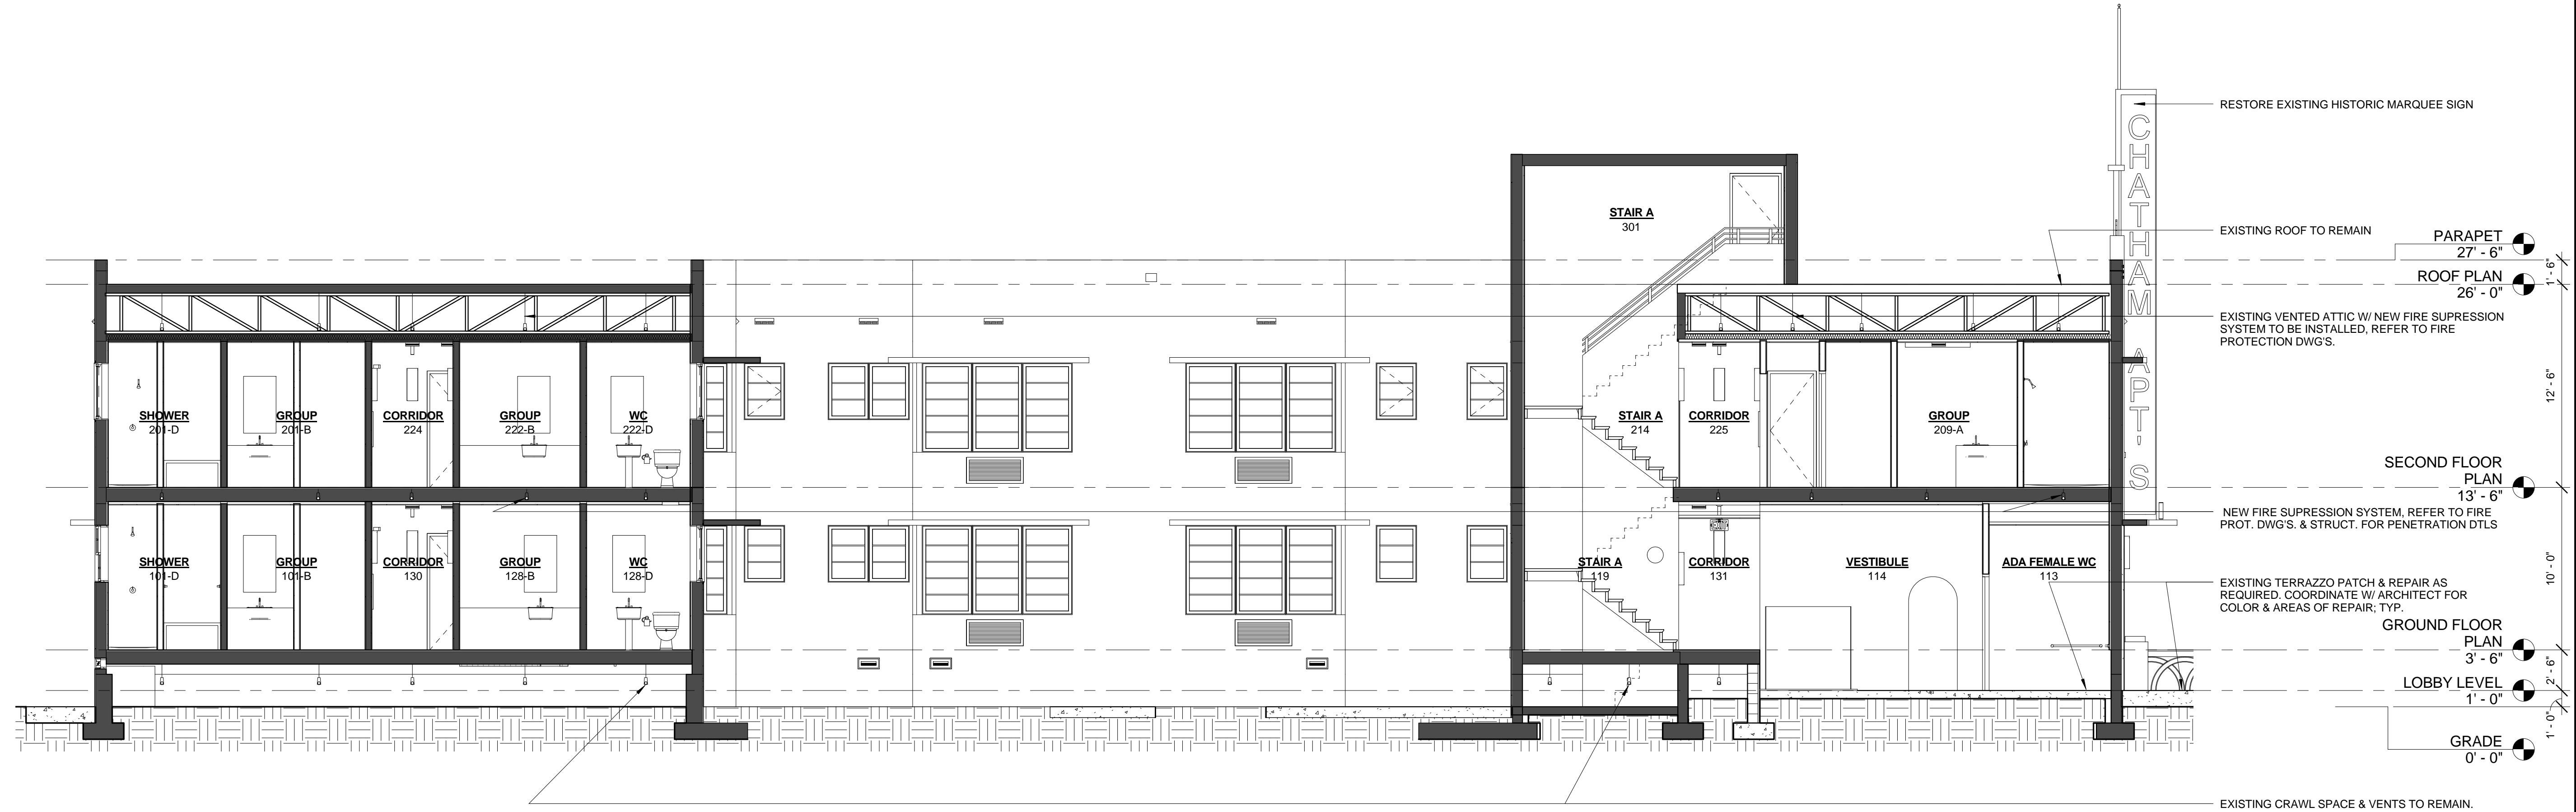 RESTORE EXISTING HISTORIC MARQUEE SIGN
CHATHAM APT'S
STAIR A
301
EXISTING ROOF TO REMAIN
PARAPET
27' - 6"
1' - 6"
ROOF PLAN
26' - 0"
EXISTING VENTED ATTIC W/ NEW FIRE SUPRESSION
SYSTEM TO BE INSTALLED, REFER TO FIRE
PROTECTION DWG'S.
12' - 6"
SHOWER
201-D
GROUP
201-B
CORRIDOR
224
GROUP
222-B
WC
222-D
STAIR A
214
CORRIDOR
225
GROUP
209-A
SECOND FLOOR
PLAN
13' - 6"
NEW FIRE SUPRESSION SYSTEM, REFER TO FIRE
PROT. DWG'S. & STRUCT. FOR PENETRATION DTLS
10' - 0"
SHOWER
101-D
GROUP
101-B
CORRIDOR
130
GROUP
128-B
WC
128-D
STAIR A
119
CORRIDOR
131
VESTIBULE
114
ADA FEMALE WC
113
EXISTING TERRAZZO PATCH & REPAIR AS
REQUIRED. COORDINATE W/ ARCHITECT FOR
COLOR & AREAS OF REPAIR; TYP.
GROUND FLOOR
PLAN
3' - 6"
2' - 6"
LOBBY LEVEL
1' - 0"
1' - 0"
GRADE
0' - 0"
EXISTING CRAWL SPACE & VENTS TO REMAIN.